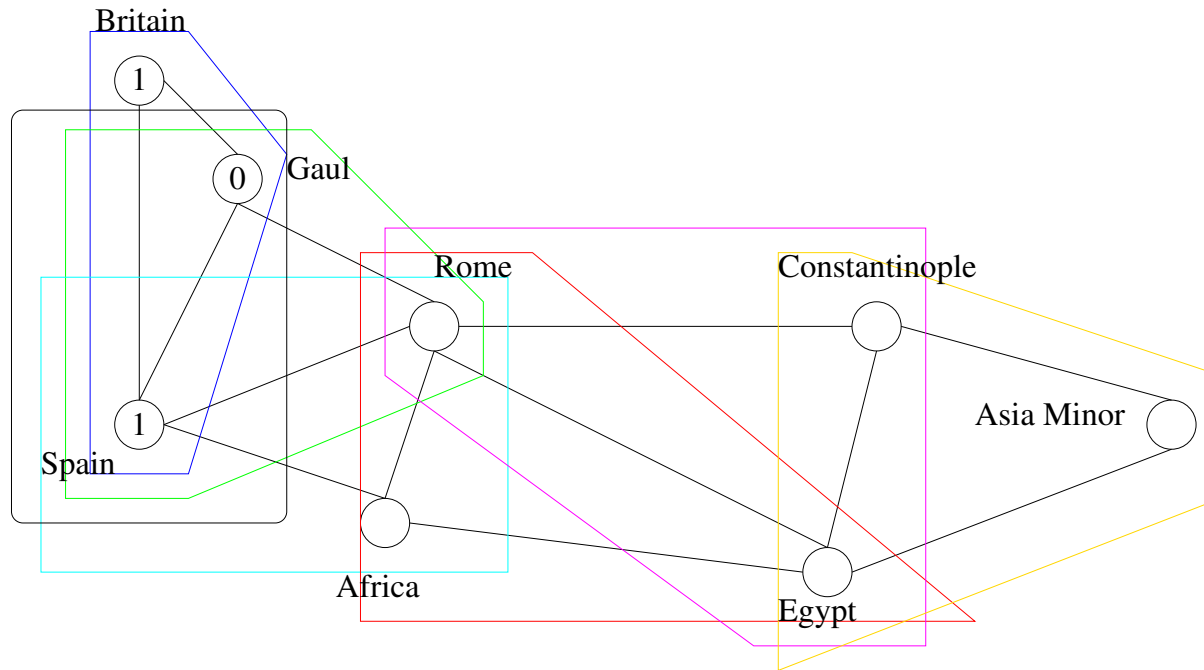 Britain
1
Gaul
0
Rome
Constantinople
Asia Minor
1
Spain
Africa
Egypt